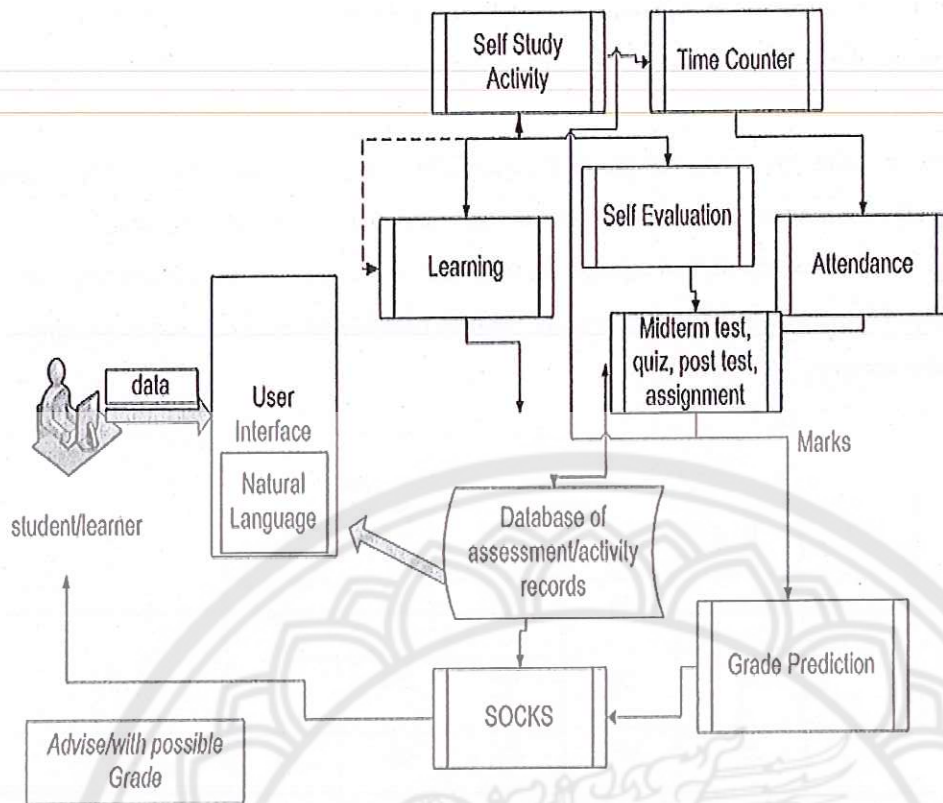 Self Study
Activity
Time Counter
Self Evaluation
Learning
Attendance
Midterm test,
quiz, post test,
assignment
data
User
Interface
Natural
Language
Marks
student/learner
Database of
assessment/activity
records
Grade Prediction
SOCKS
Advise/with possible
Grade